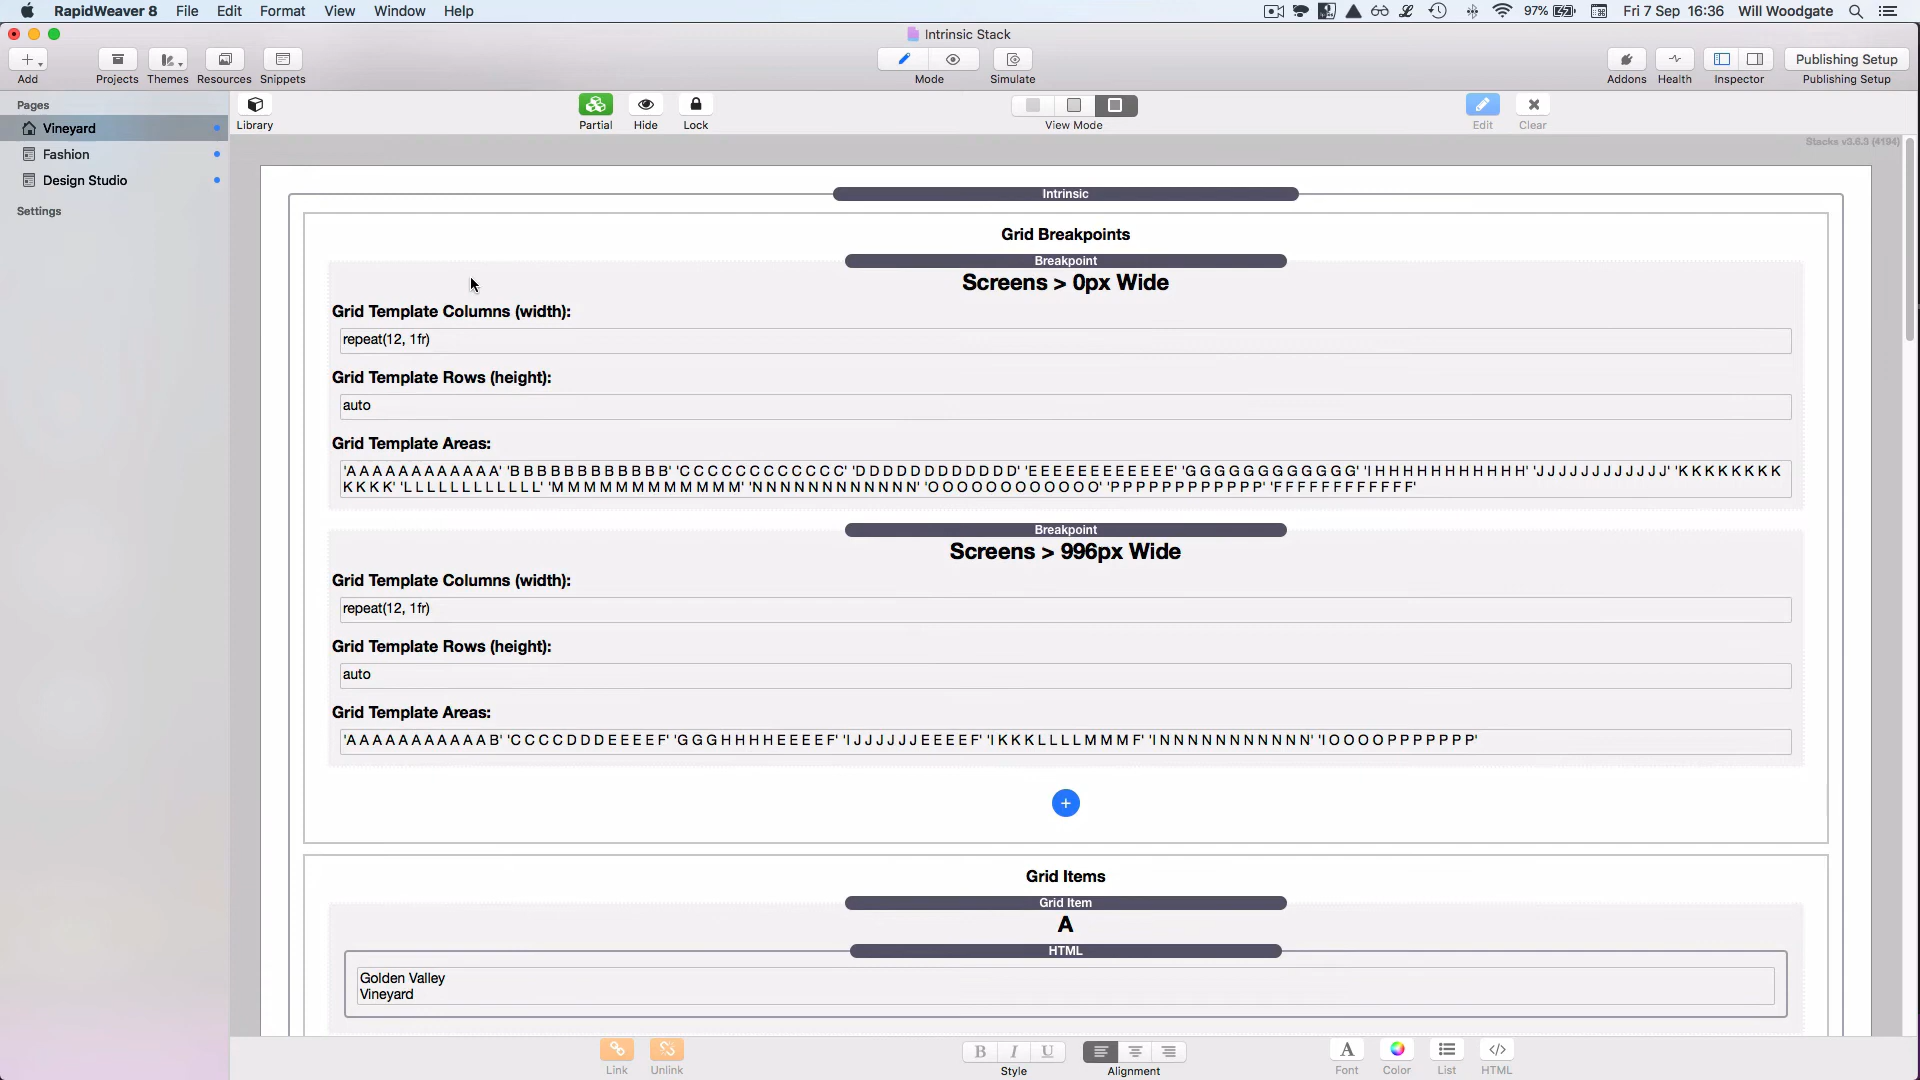 RapidWeaver 8 File Edit Format View Window Help 97% Fri 7 Sep 16:36 Will Woodgate
Intrinsic Stack
Add Projects Themes Resources Snippets Mode Simulate Addons Health Inspector Publishing Setup
Publishing Setup
Pages
Vineyard
Fashion
Design Studio
Settings
Library Partial Hide Lock View Mode Edit Clear
Stacks v3.6.3 (4194)
Intrinsic
Grid Breakpoints
Breakpoint
Screens > 0px Wide
Grid Template Columns (width):
repeat(12, 1fr)
Grid Template Rows (height):
auto
Grid Template Areas:
'A A A A A A A A A A A A' 'B B B B B B B B B B B B' 'C C C C C C C C C C C C' 'D D D D D D D D D D D D' 'E E E E E E E E E E E E' 'G G G G G G G G G G G G' 'I H H H H H H H H H H H' 'J J J J J J J J J J J J' 'K K K K K K K K
K K K K' 'L L L L L L L L L L L L' 'M M M M M M M M M M M M' 'N N N N N N N N N N N N' 'O O O O O O O O O O O O' 'P P P P P P P P P P P P' 'F F F F F F F F F F F F'
Breakpoint
Screens > 996px Wide
Grid Template Columns (width):
repeat(12, 1fr)
Grid Template Rows (height):
auto
Grid Template Areas:
'A A A A A A A A A A A B' 'C C C C D D D E E E E F' 'G G G H H H H E E E E F' 'I J J J J J J E E E E F' 'I K K K L L L L M M M F' 'I N N N N N N N N N N N' 'I O O O O P P P P P P P'
Grid Items
Grid Item
A
HTML
Golden Valley
Vineyard
Link Unlink B I U Style Alignment A Font Color List HTML